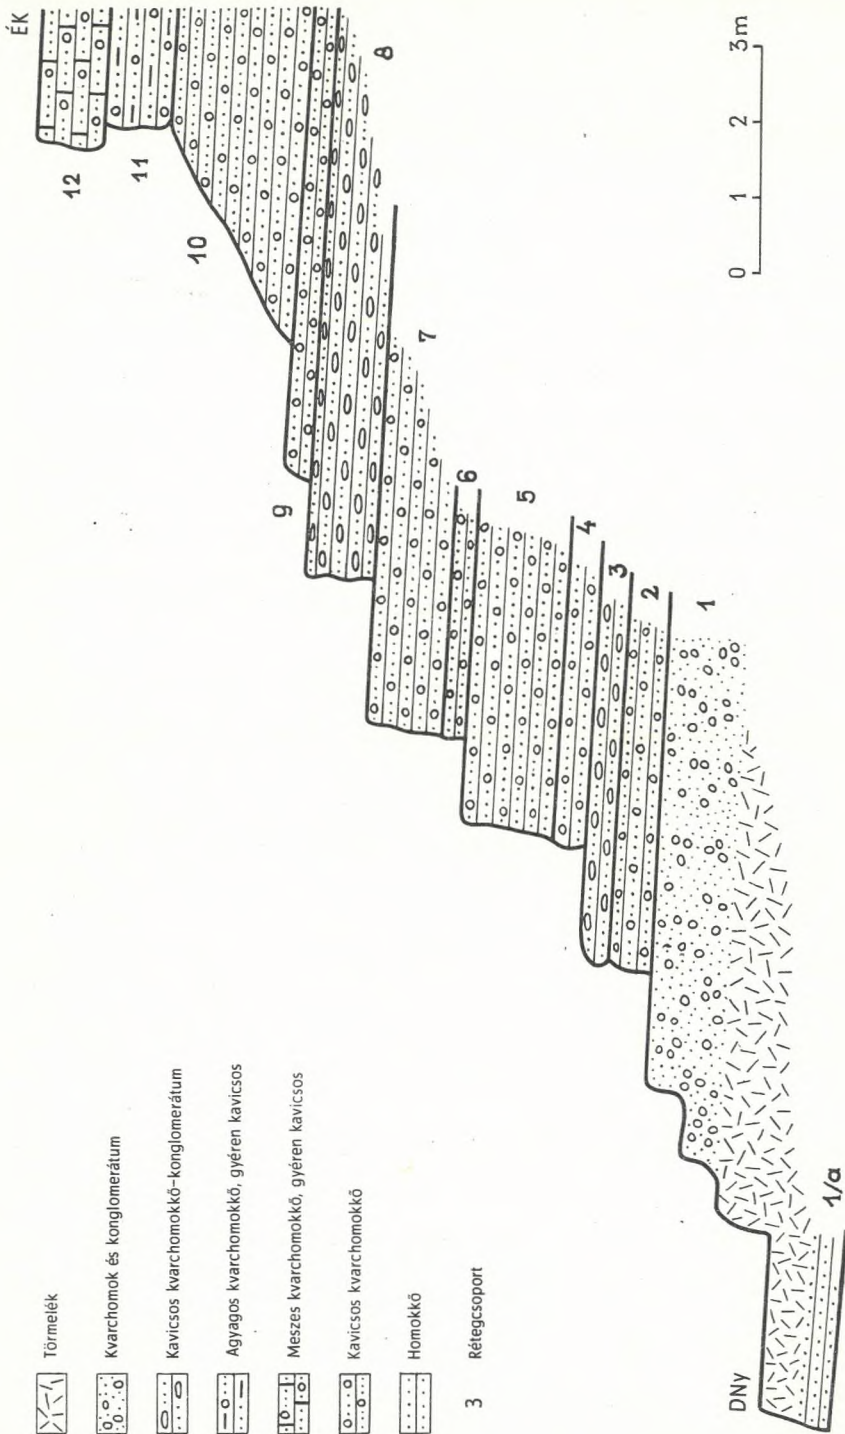 ÉK
12
11
10
9
8
7
6
5
4
3
2
1
1/a
DNy
0 1 2 3 m
Törmelék
Kvarchomok és konglomerátum
Kavicsos kvarchomokkő-konglomerátum
Agyagos kvarchomokkő, gyéren kavicsos
Meszes kvarchomokkő, gyéren kavicsos
Kavicsos kvarchomokkő
Homokkő
3 Rétegcsoport